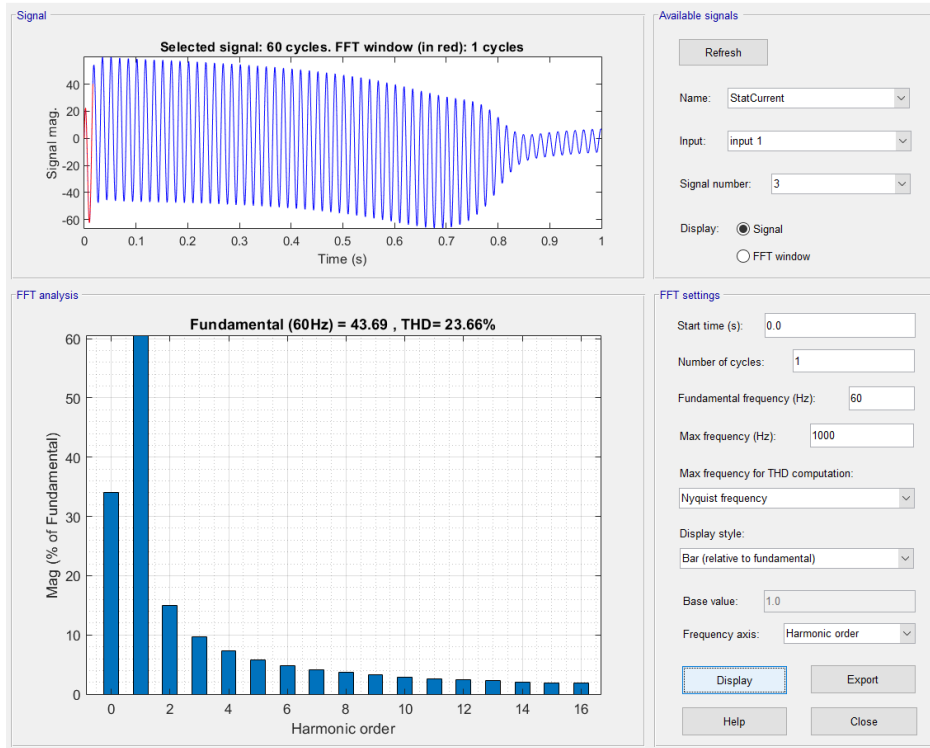 Signal
Selected signal: 60 cycles. FFT window (in red): 1 cycles
Signal mag.
40
20
0
-20
-40
-60
0 0.1 0.2 0.3 0.4 0.5 0.6 0.7 0.8 0.9 1
Time (s)
Available signals
Refresh
Name: StatCurrent
Input: input 1
Signal number: 3
Display: Signal
FFT window
FFT analysis
Fundamental (60Hz) = 43.69 , THD= 23.66%
Mag (% of Fundamental)
60
50
40
30
20
10
0
0 2 4 6 8 10 12 14 16
Harmonic order
FFT settings
Start time (s): 0.0
Number of cycles: 1
Fundamental frequency (Hz): 60
Max frequency (Hz): 1000
Max frequency for THD computation:
Nyquist frequency
Display style:
Bar (relative to fundamental)
Base value: 1.0
Frequency axis: Harmonic order
Display Export
Help Close